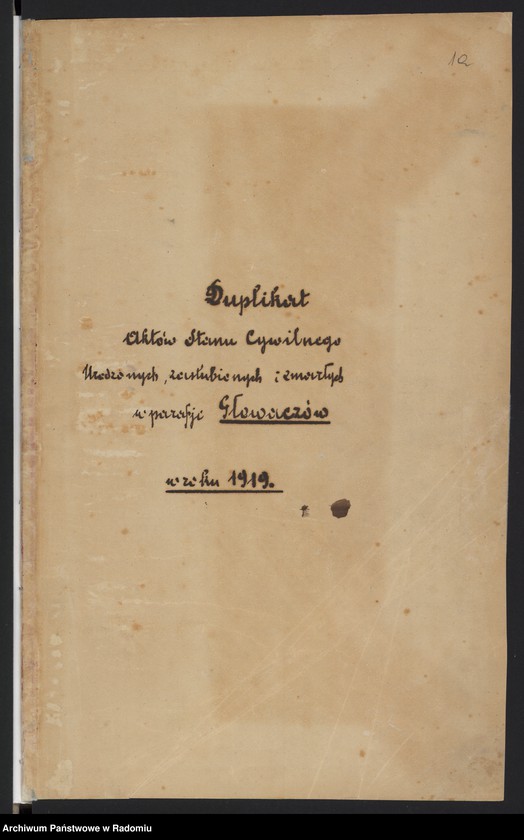 1a
Duplikat
Aktów Stanu Cywilnego
Urodzonych, zaślubionych i zmarłych
w parafji Głowaczów
w roku 1919.
Archiwum Państwowe w Radomiu